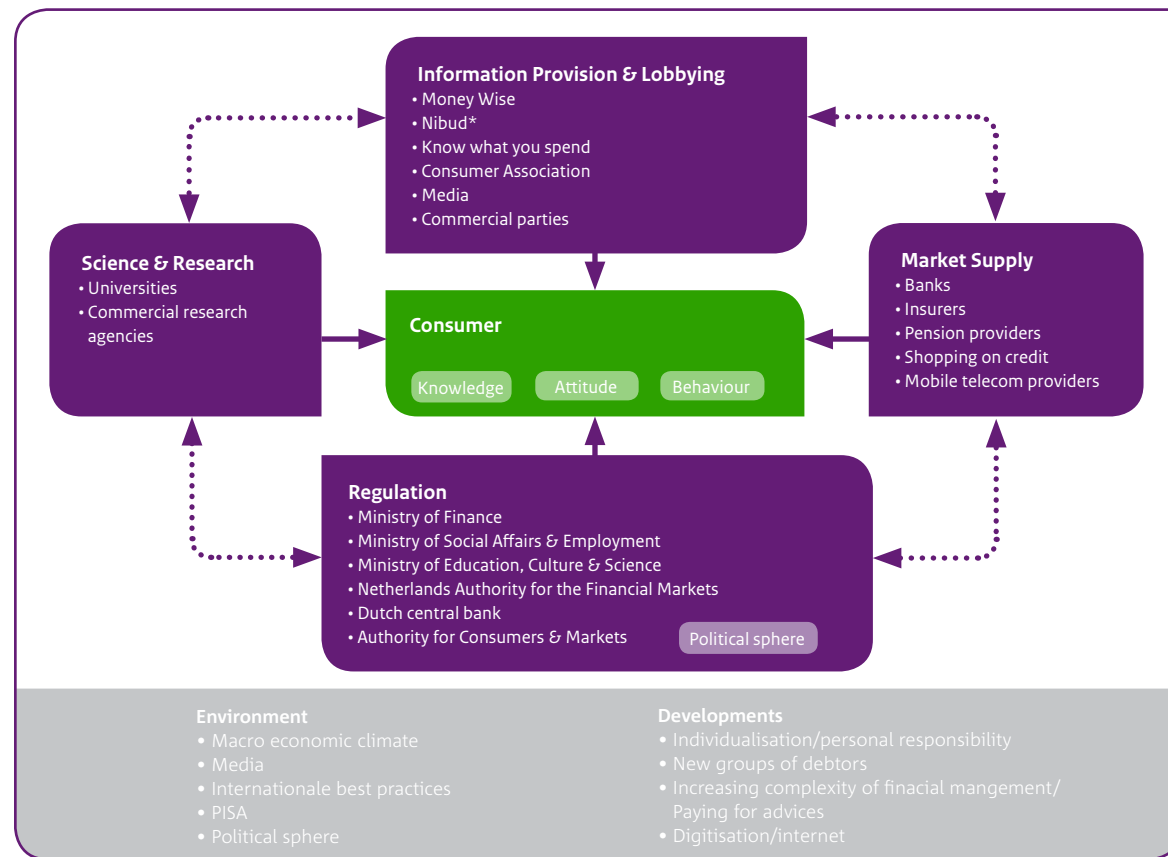 Information Provision & Lobbying
• Money Wise
• Nibud*
• Know what you spend
• Consumer Association
• Media
• Commercial parties
Science & Research
• Universities
• Commercial research
agencies
Market Supply
• Banks
• Insurers
• Pension providers
• Shopping on credit
• Mobile telecom providers
Consumer
Knowledge
Attitude
Behaviour
Regulation
• Ministry of Finance
• Ministry of Social Affairs & Employment
• Ministry of Education, Culture & Science
• Netherlands Authority for the Financial Markets
• Dutch central bank
• Authority for Consumers & Markets
Political sphere
Environment
• Macro economic climate
• Media
• Internationale best practices
• PISA
• Political sphere
Developments
• Individualisation/personal responsibility
• New groups of debtors
• Increasing complexity of finacial mangement/
Paying for advices
• Digitisation/internet